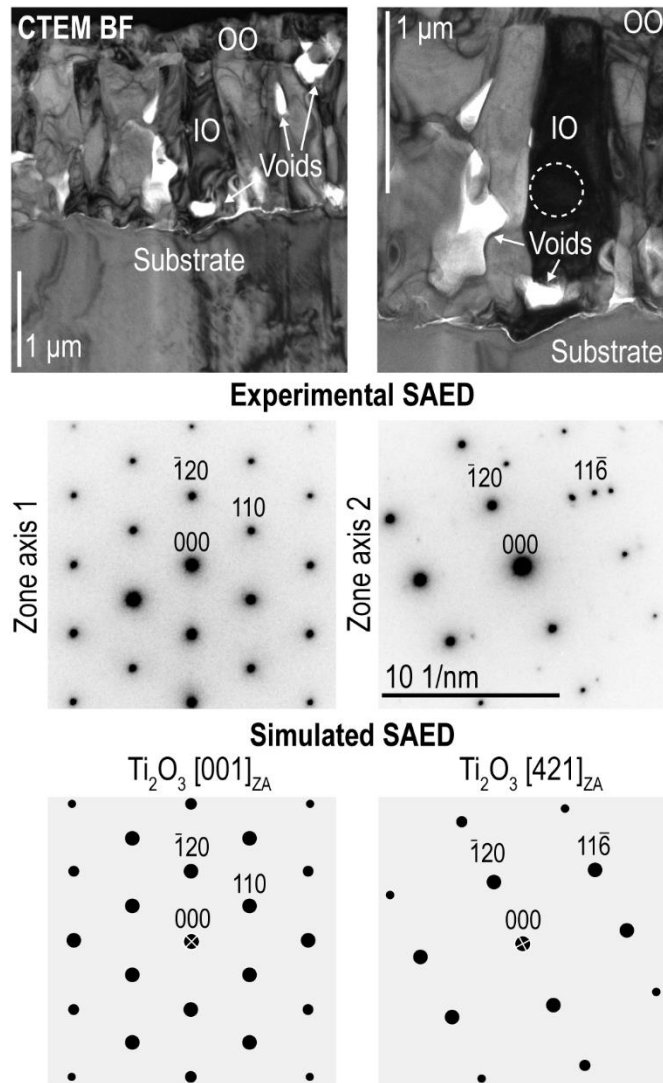 CTEM BF
OO
IO
Voids
Substrate
1 µm
1 µm
OO
IO
Voids
Substrate
Experimental SAED
Zone axis 1
1̅20
110
000
Zone axis 2
1̅20
116̅
000
10 1/nm
Simulated SAED
Ti₂O₃ [001]ZA
1̅20
110
000
Ti₂O₃ [421]ZA
1̅20
116̅
000